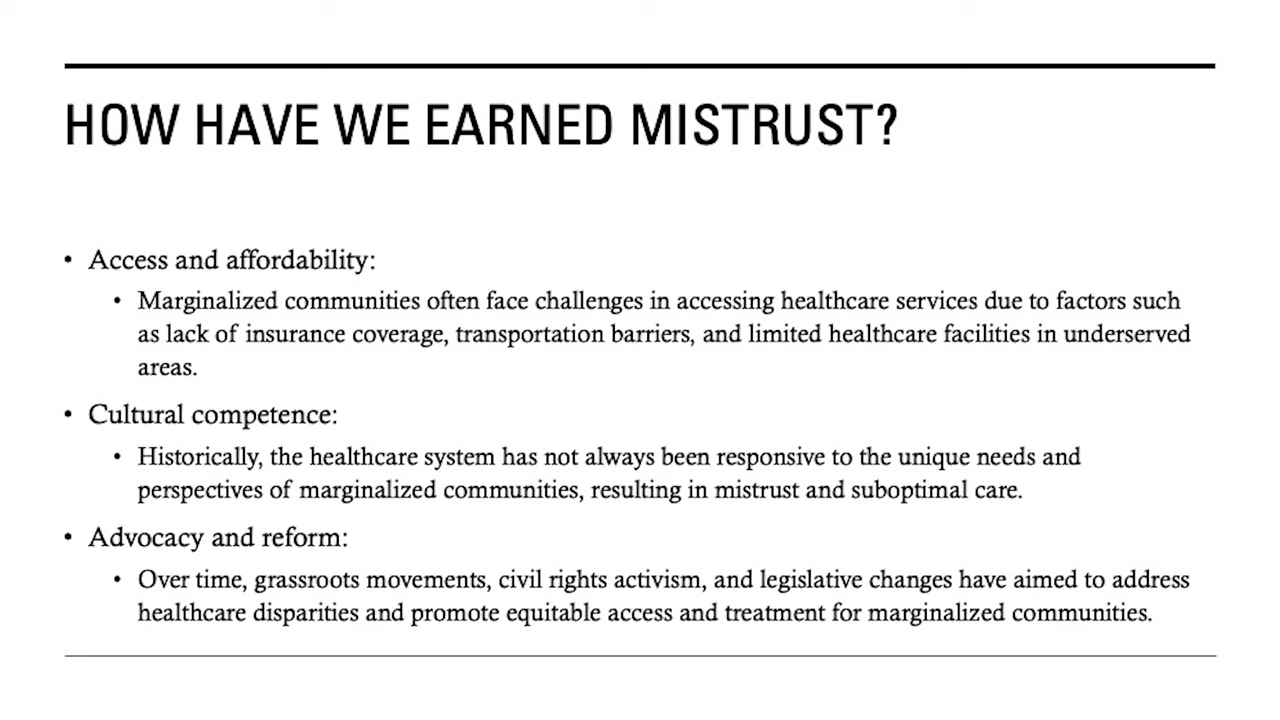 HOW HAVE WE EARNED MISTRUST?
• Access and affordability:
• Marginalized communities often face challenges in accessing healthcare services due to factors such
as lack of insurance coverage, transportation barriers, and limited healthcare facilities in underserved
areas.
• Cultural competence:
• Historically, the healthcare system has not always been responsive to the unique needs and
perspectives of marginalized communities, resulting in mistrust and suboptimal care.
• Advocacy and reform:
• Over time, grassroots movements, civil rights activism, and legislative changes have aimed to address
healthcare disparities and promote equitable access and treatment for marginalized communities.